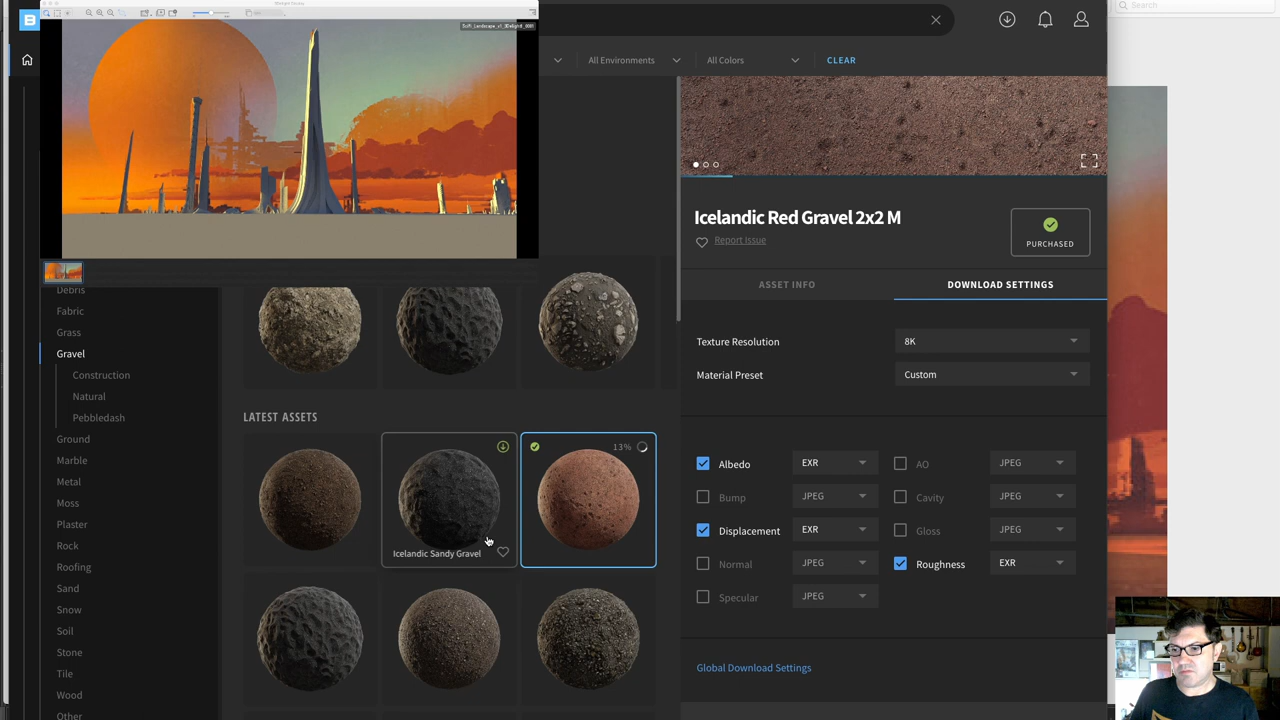 SciFi_Landscape_v1_3Delight_0001
Search
All Environments
All Colors
CLEAR
Icelandic Red Gravel 2x2 M
Report Issue
PURCHASED
ASSET INFO
DOWNLOAD SETTINGS
Texture Resolution
8K
Material Preset
Custom
Albedo
EXR
AO
JPEG
Bump
JPEG
Cavity
JPEG
Displacement
EXR
Gloss
JPEG
Normal
JPEG
Roughness
EXR
Specular
JPEG
Global Download Settings
Debris
Fabric
Grass
Gravel
Construction
Natural
Pebbledash
Ground
Marble
Metal
Moss
Plaster
Rock
Roofing
Sand
Snow
Soil
Stone
Tile
Wood
Other
LATEST ASSETS
13%
Icelandic Sandy Gravel